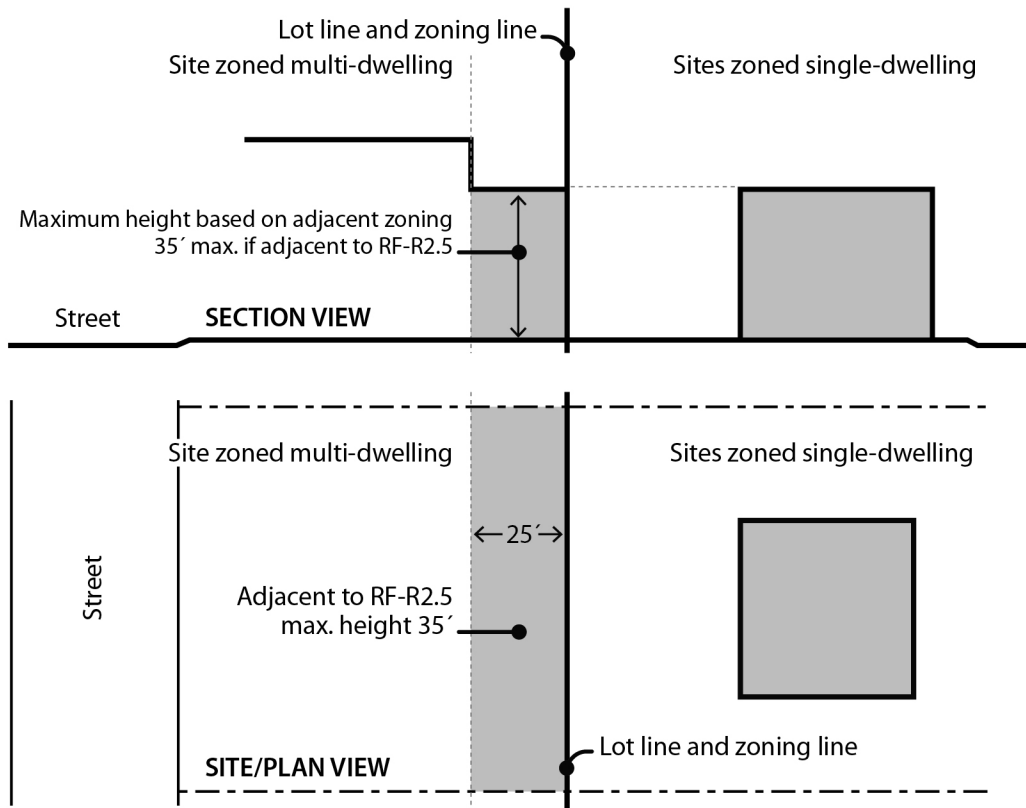 Lot line and zoning line
Site zoned multi-dwelling
Sites zoned single-dwelling
Maximum height based on adjacent zoning
35´ max. if adjacent to RF-R2.5
Street
SECTION VIEW
Site zoned multi-dwelling
Sites zoned single-dwelling
25´
Street
Adjacent to RF-R2.5
max. height 35´
Lot line and zoning line
SITE/PLAN VIEW